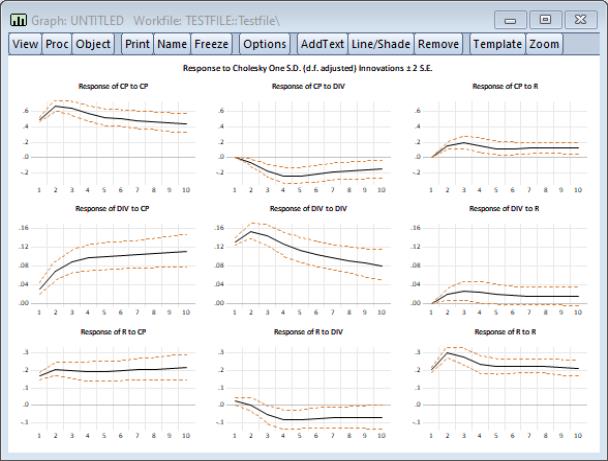 Graph: UNTITLED Workfile: TESTFILE::Testfile\
View Proc Object Print Name Freeze Options AddText Line/Shade Remove Template Zoom
Response to Cholesky One S.D. (d.f. adjusted) Innovations ± 2 S.E.
Response of CP to CP Response of CP to DIV Response of CP to R
.6 .6 .6
.4 .4 .4
.2 .2 .2
.0 .0 .0
-.2 -.2 -.2
1 2 3 4 5 6 7 8 9 10 1 2 3 4 5 6 7 8 9 10 1 2 3 4 5 6 7 8 9 10
Response of DIV to CP Response of DIV to DIV Response of DIV to R
.16 .16 .16
.12 .12 .12
.08 .08 .08
.04 .04 .04
.00 .00 .00
1 2 3 4 5 6 7 8 9 10 1 2 3 4 5 6 7 8 9 10 1 2 3 4 5 6 7 8 9 10
Response of R to CP Response of R to DIV Response of R to R
.3 .3 .3
.2 .2 .2
.1 .1 .1
.0 .0 .0
-.1 -.1 -.1
1 2 3 4 5 6 7 8 9 10 1 2 3 4 5 6 7 8 9 10 1 2 3 4 5 6 7 8 9 10